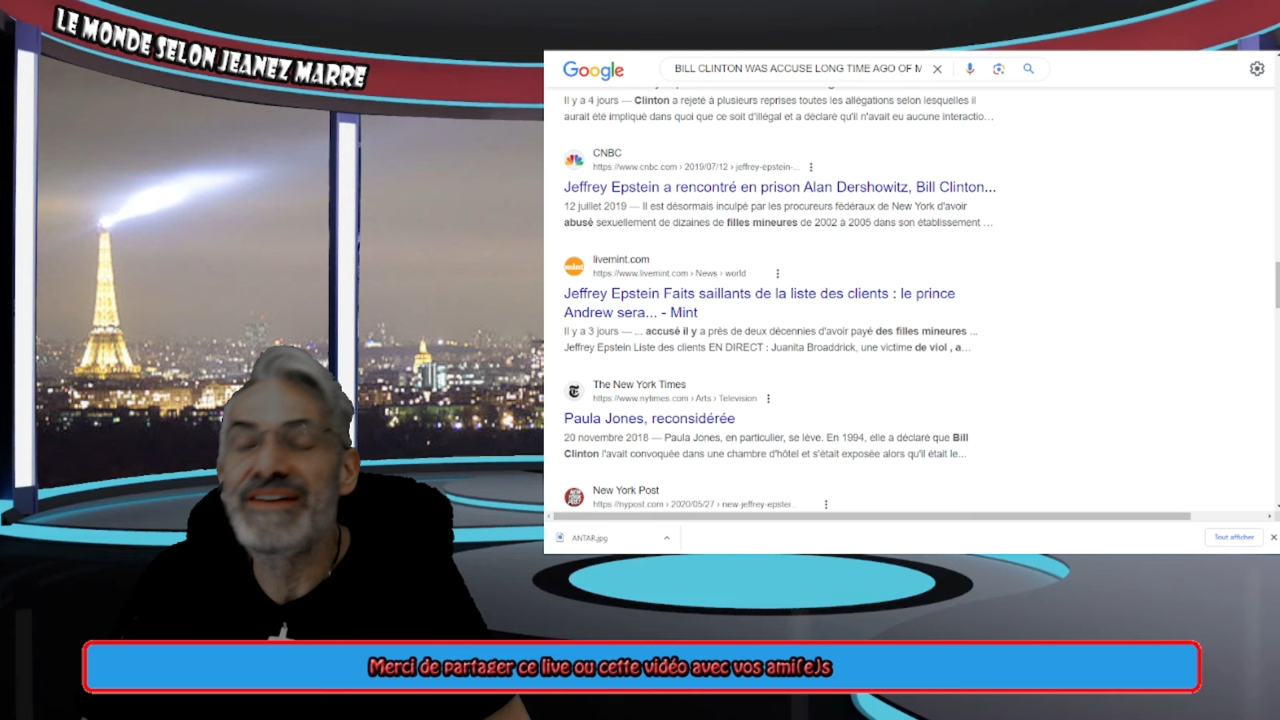 LE MONDE SELON JEANEZ MARRE
Google
BILL CLINTON WAS ACCUSE LONG TIME AGO OF M
Il y a 4 jours — Clinton a rejeté à plusieurs reprises toutes les allégations selon lesquelles il
aurait été impliqué dans quoi que ce soit d'illégal et a déclaré qu'il n'avait eu aucune interactio...
CNBC
https://www.cnbc.com › 2019/07/12 › jeffrey-epstein-...
Jeffrey Epstein a rencontré en prison Alan Dershowitz, Bill Clinton...
12 juillet 2019 — Il est désormais inculpé par les procureurs fédéraux de New York d'avoir
abusé sexuellement de dizaines de filles mineures de 2002 à 2005 dans son établissement ...
mint
livemint.com
https://www.livemint.com › News › world
Jeffrey Epstein Faits saillants de la liste des clients : le prince
Andrew sera... - Mint
Il y a 3 jours — ... accusé il y a près de deux décennies d'avoir payé des filles mineures ...
Jeffrey Epstein Liste des clients EN DIRECT : Juanita Broaddrick, une victime de viol , a...
The New York Times
https://www.nytimes.com › Arts › Television
Paula Jones, reconsidérée
20 novembre 2018 — Paula Jones, en particulier, se lève. En 1994, elle a déclaré que Bill
Clinton l'avait convoquée dans une chambre d'hôtel et s'était exposée alors qu'il était le...
New York Post
https://nypost.com › 2020/05/27 › new-jeffrey-epstei...
ANTAR.jpg
Tout afficher
Merci de partager ce live ou cette vidéo avec vos ami(e)s